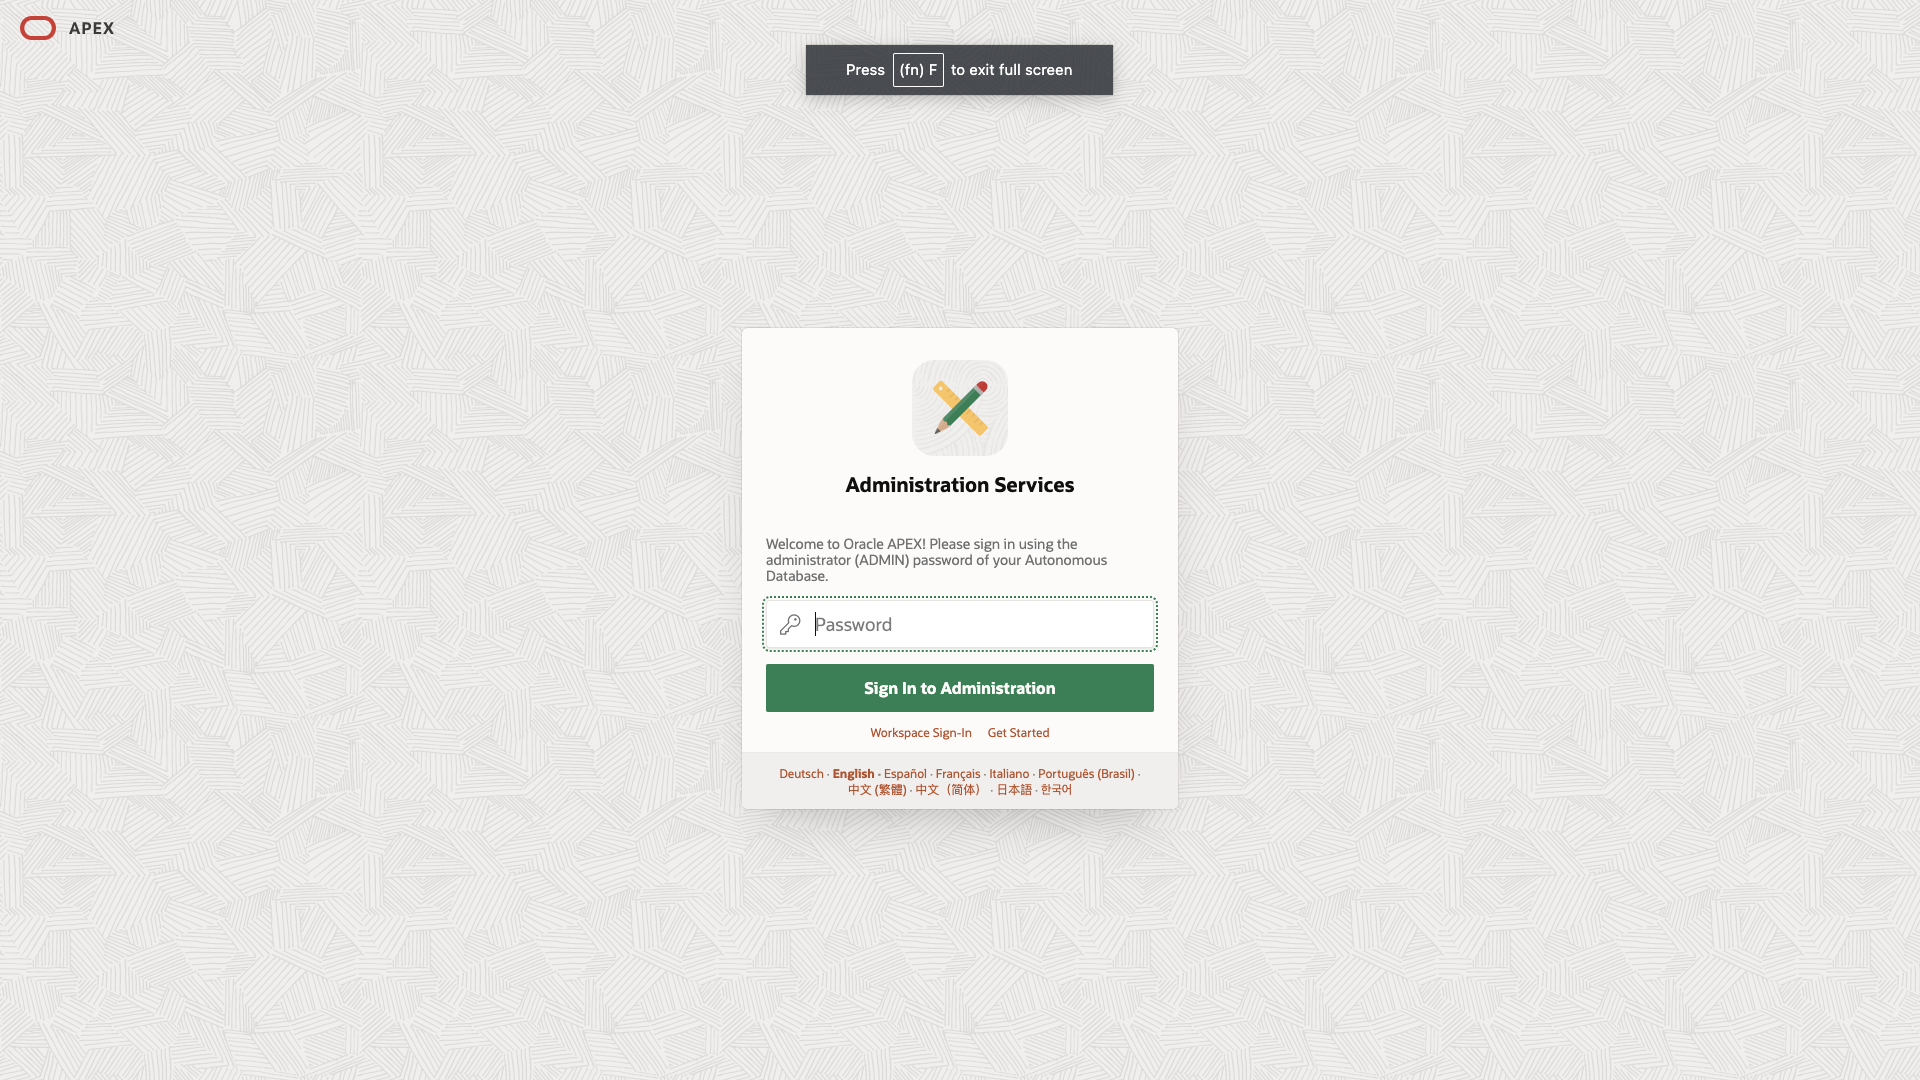 APEX
Press (fn) F to exit full screen
Administration Services
Welcome to Oracle APEX! Please sign in using the
administrator (ADMIN) password of your Autonomous
Database.
Password
Sign In to Administration
Workspace Sign-In Get Started
Deutsch · English · Español · Français · Italiano · Português (Brasil) ·
中文 (繁體) · 中文（简体） · 日本語 · 한국어